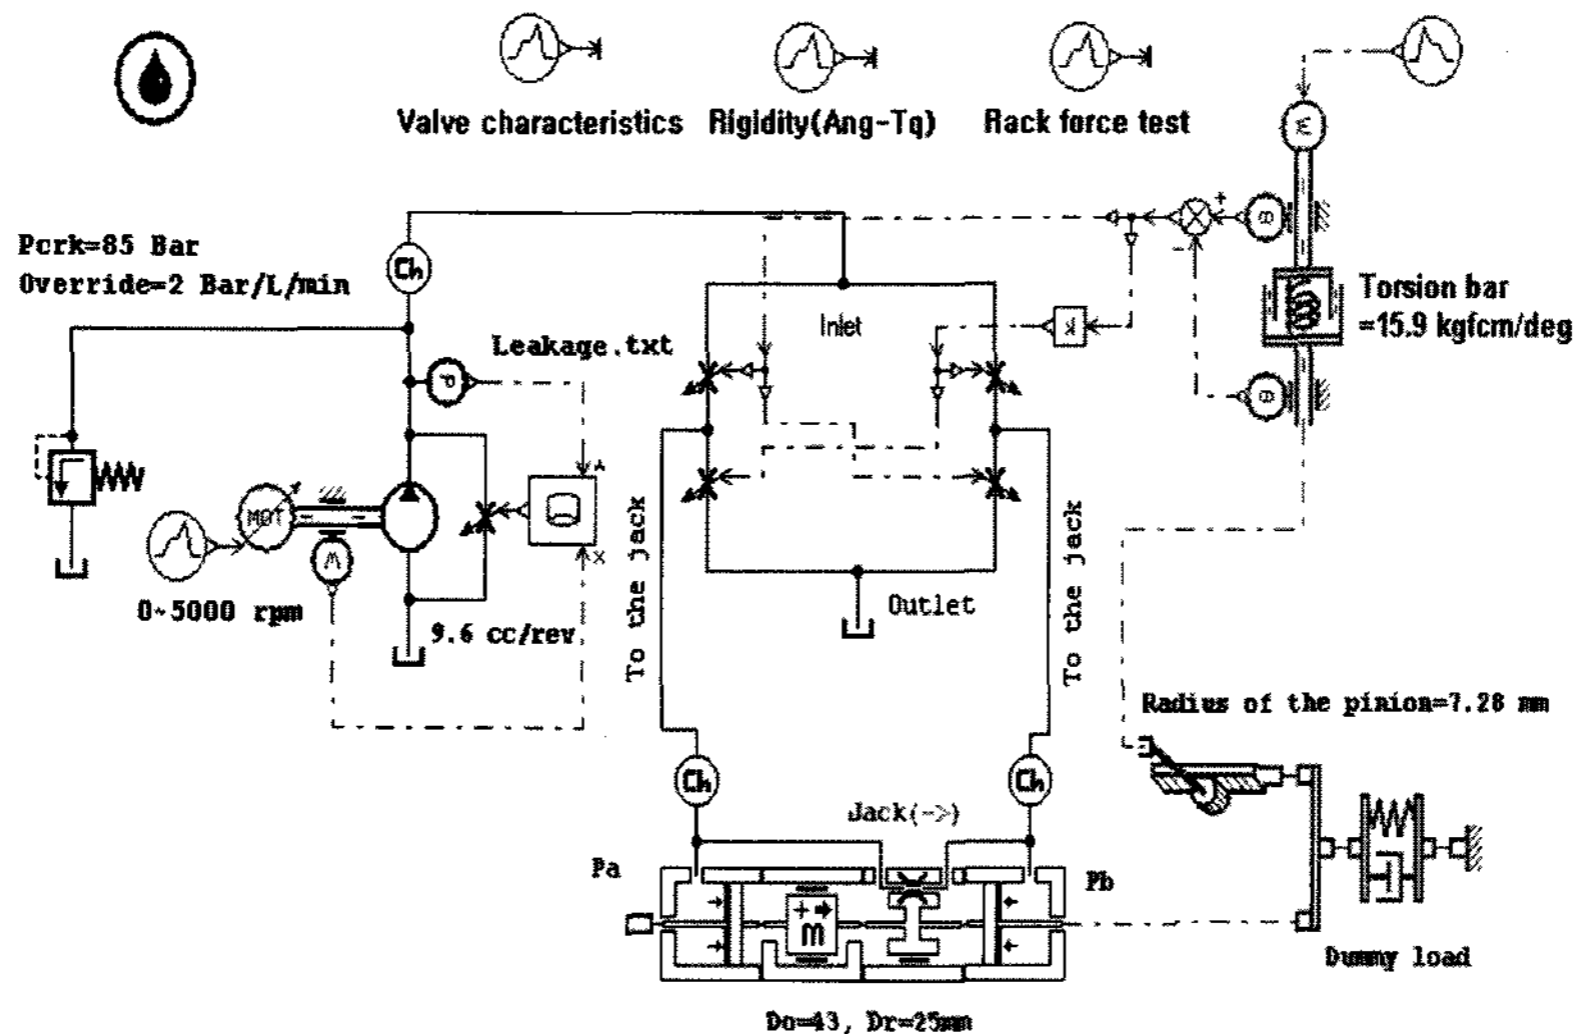 Valve characteristics
Rigidity(Ang-Tq)
Rack force test
Pcrk=85 Bar
Override=2 Bar/L/min
Ch
Inlet
Torsion bar
=15.9 kgfcm/deg
Leakage.txt
P
K
MOT
A
X
0~5000 rpm
9.6 cc/rev
Outlet
To the jack
To the jack
Radius of the pinion=7.28 mm
Ch
Ch
Jack(->)
Pa
Pb
m
Dummy load
Do=43, Dr=25mm